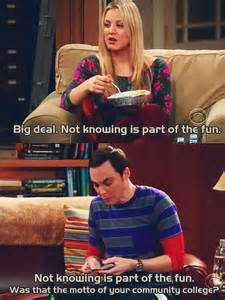 CBS
Big deal. Not knowing is part of the fun.
Not knowing is part of the fun.
Was that the motto of your community college?